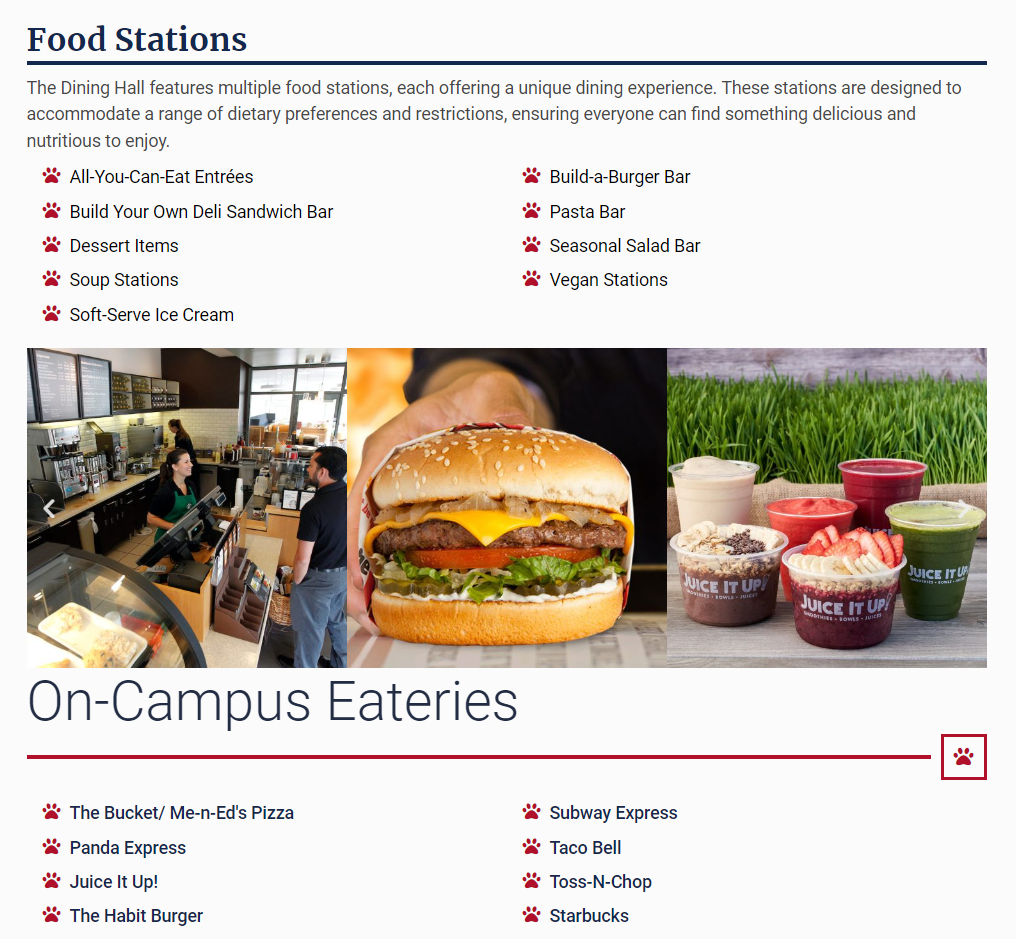 Food Stations
The Dining Hall features multiple food stations, each offering a unique dining experience. These stations are designed to
accommodate a range of dietary preferences and restrictions, ensuring everyone can find something delicious and
nutritious to enjoy.
All-You-Can-Eat Entrées
Build Your Own Deli Sandwich Bar
Dessert Items
Soup Stations
Soft-Serve Ice Cream
Build-a-Burger Bar
Pasta Bar
Seasonal Salad Bar
Vegan Stations
JUICE IT UP!
SMOOTHIES • BOWLS • JUICES
JUICE IT UP!
SMOOTHIES • BOWLS • JUICES
JUICE IT UP!
SMOOTHIES • BOWLS • JUICES
On-Campus Eateries
The Bucket/ Me-n-Ed's Pizza
Panda Express
Juice It Up!
The Habit Burger
Subway Express
Taco Bell
Toss-N-Chop
Starbucks